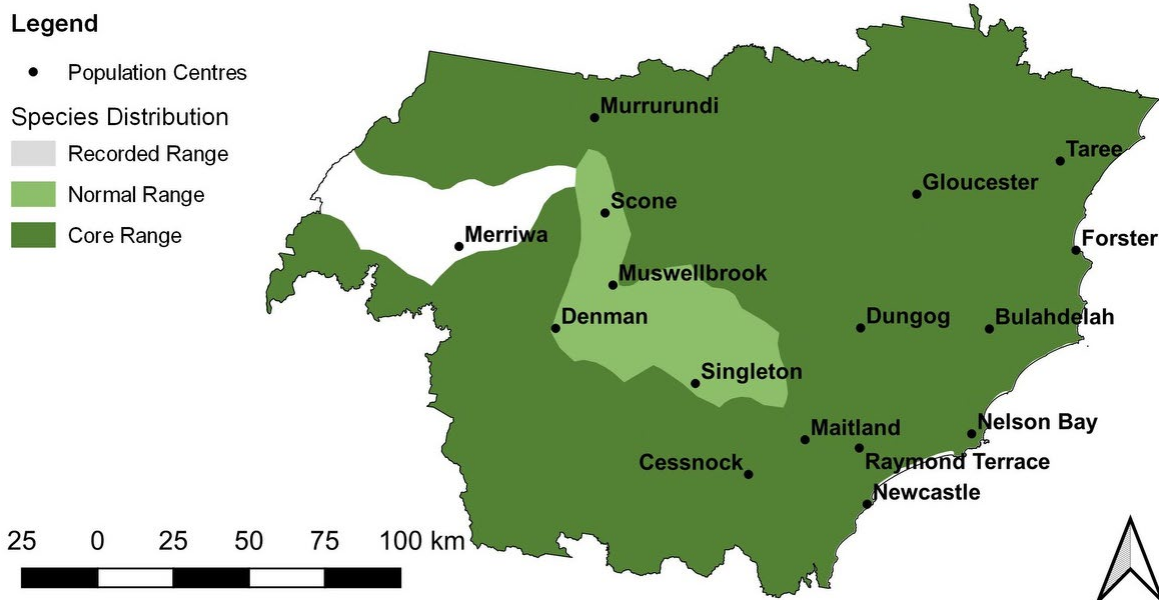 Legend
Population Centres
Species Distribution
Recorded Range
Normal Range
Core Range
Murrurundi
Taree
Gloucester
Scone
Merriwa
Forster
Muswellbrook
Denman
Dungog
Bulahdelah
Singleton
Nelson Bay
Maitland
Cessnock
Raymond Terrace
Newcastle
25 0 25 50 75 100 km